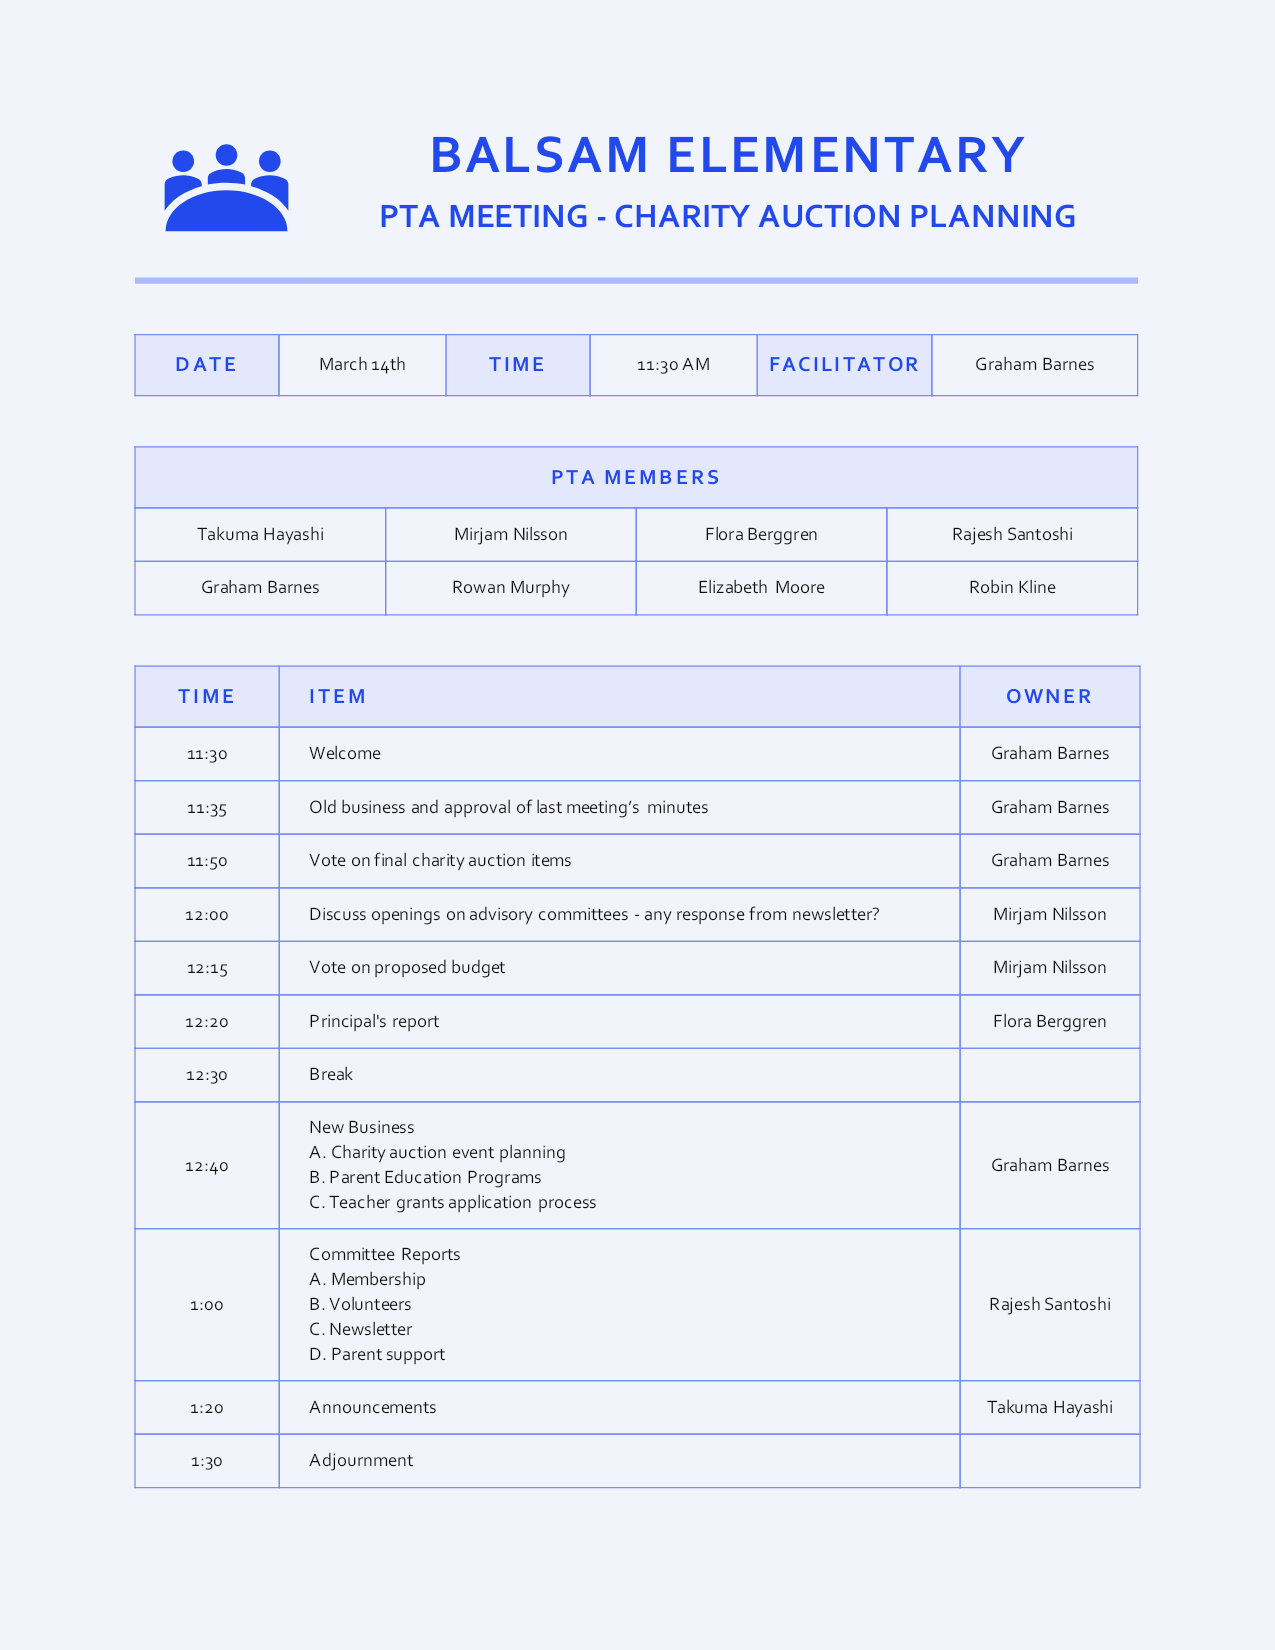 BALSAM ELEMENTARY
PTA MEETING - CHARITY AUCTION PLANNING
DATE March 14th TIME 11:30 AM FACILITATOR Graham Barnes
PTA MEMBERS
Takuma Hayashi Mirjam Nilsson Flora Berggren Rajesh Santoshi
Graham Barnes Rowan Murphy Elizabeth Moore Robin Kline
TIME ITEM OWNER
11:30 Welcome Graham Barnes
11:35 Old business and approval of last meeting’s minutes Graham Barnes
11:50 Vote on final charity auction items Graham Barnes
12:00 Discuss openings on advisory committees - any response from newsletter? Mirjam Nilsson
12:15 Vote on proposed budget Mirjam Nilsson
12:20 Principal's report Flora Berggren
12:30 Break
12:40 New Business
A. Charity auction event planning
B. Parent Education Programs
C. Teacher grants application process
Graham Barnes
1:00 Committee Reports
A. Membership
B. Volunteers
C. Newsletter
D. Parent support
Rajesh Santoshi
1:20 Announcements Takuma Hayashi
1:30 Adjournment